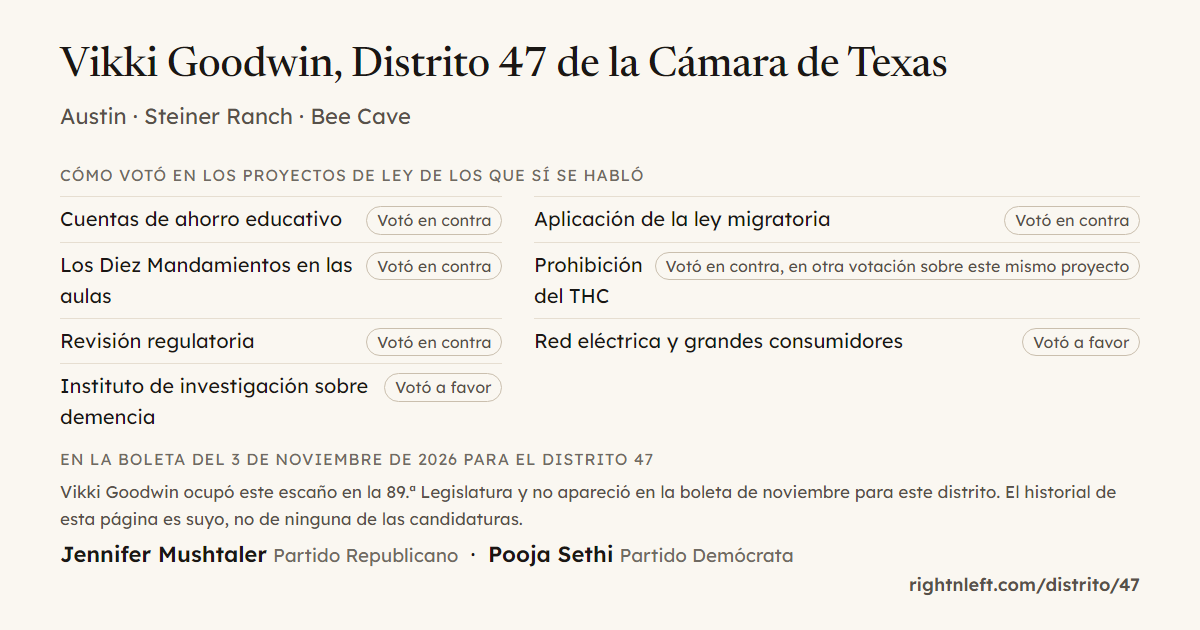 Vikki Goodwin, Distrito 47 de la Cámara de Texas
Austin · Steiner Ranch · Bee Cave
CÓMO VOTÓ EN LOS PROYECTOS DE LEY DE LOS QUE SÍ SE HABLÓ
Cuentas de ahorro educativo Votó en contra
Los Diez Mandamientos en las aulas Votó en contra
Revisión regulatoria Votó en contra
Instituto de investigación sobre demencia Votó a favor
Aplicación de la ley migratoria Votó en contra
Prohibición del THC Votó en contra, en otra votación sobre este mismo proyecto
Red eléctrica y grandes consumidores Votó a favor
EN LA BOLETA DEL 3 DE NOVIEMBRE DE 2026 PARA EL DISTRITO 47
Vikki Goodwin ocupó este escaño en la 89.ª Legislatura y no apareció en la boleta de noviembre para este distrito. El historial de
esta página es suyo, no de ninguna de las candidaturas.
Jennifer Mushtaler Partido Republicano · Pooja Sethi Partido Demócrata
rightnleft.com/distrito/47